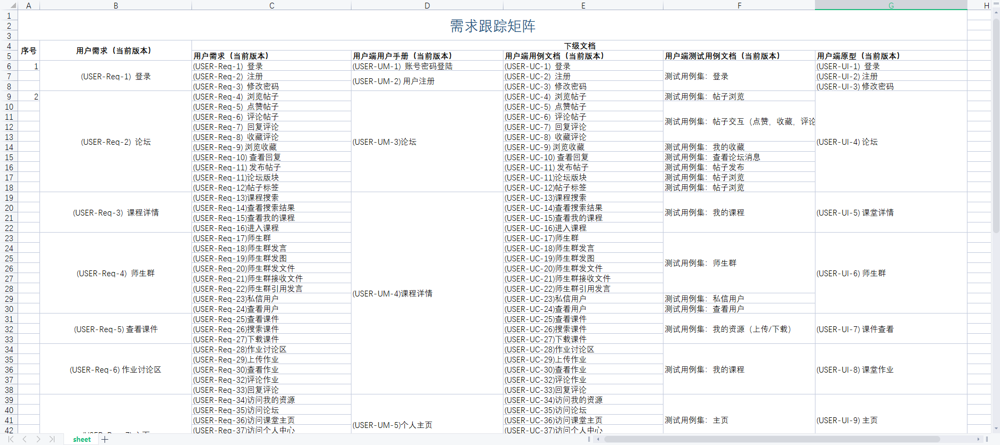 A B C D E F G H
1
2 需求跟踪矩阵
3
4 序号 用户需求（当前版本） 下级文档
5 用户需求（当前版本） 用户端用户手册（当前版本） 用户端用例文档（当前版本） 用户端测试用例文档（当前版本） 用户端原型（当前版本）
6 1 (USER-Req-1) 登录 (USER-UM-1) 账号密码登陆 (USER-UC-1) 登录 (USER-UI-1) 登录
7 (USER-Req-1) 登录 (USER-Req-2) 注册 (USER-UM-2) 用户注册 (USER-UC-2) 注册 测试用例集：登录 (USER-UI-2) 注册
8 (USER-Req-3) 修改密码 (USER-UC-3) 修改密码 (USER-UI-3) 修改密码
9 2 (USER-Req-4) 浏览帖子 (USER-UC-4) 浏览帖子 测试用例集：帖子浏览
10 (USER-Req-5) 点赞帖子 (USER-UC-5) 点赞帖子
11 (USER-Req-6) 评论帖子 (USER-UC-6) 评论帖子 测试用例集：帖子交互（点赞，收藏，评论
12 (USER-Req-7) 回复评论 (USER-UC-7) 回复评论
13 (USER-Req-2) 论坛 (USER-Req-8) 收藏评论 (USER-UM-3)论坛 (USER-UC-8) 收藏评论 (USER-UI-4) 论坛
14 (USER-Req-9) 浏览收藏 (USER-UC-9) 浏览收藏 测试用例集：我的收藏
15 (USER-Req-10) 查看回复 (USER-UC-10) 查看回复 测试用例集：查看论坛消息
16 (USER-Req-11) 发布帖子 (USER-UC-11) 发布帖子 测试用例集：帖子发布
17 (USER-Req-11)论坛版块 (USER-UC-11)论坛版块 测试用例集：帖子浏览
18 (USER-Req-12)帖子标签 (USER-UC-12)帖子标签 测试用例集：帖子浏览
19 (USER-Req-13)课程搜索 (USER-UC-13)课程搜索
20 (USER-Req-3) 课程详情 (USER-Req-14)查看搜索结果 (USER-UC-14)查看搜索结果 测试用例集：我的课程 (USER-UI-5) 课堂详情
21 (USER-Req-15)查看我的课程 (USER-UC-15)查看我的课程
22 (USER-Req-16)进入课程 (USER-UC-16)进入课程
23 (USER-Req-17)师生群 (USER-UC-17)师生群
24 (USER-Req-18)师生群发言 (USER-UC-18)师生群发言
25 (USER-Req-19)师生群发图 (USER-UC-19)师生群发图 测试用例集：师生群
26 (USER-Req-4) 师生群 (USER-Req-20)师生群发文件 (USER-UC-20)师生群发文件 (USER-UI-6) 师生群
27 (USER-Req-21)师生群接收文件 (USER-UC-21)师生群接收文件
28 (USER-Req-22)师生群引用发言 (USER-UM-4)课程详情 (USER-UC-22)师生群引用发言
29 (USER-Req-23)私信用户 (USER-UC-23)私信用户 测试用例集：私信用户
30 (USER-Req-24)查看用户 (USER-UC-24)查看用户 测试用例集：查看用户
31 (USER-Req-25)查看课件 (USER-UC-25)查看课件
32 (USER-Req-5) 查看课件 (USER-Req-26)搜索课件 (USER-UC-26)搜索课件 测试用例集：我的资源（上传/下载） (USER-UI-7) 课件查看
33 (USER-Req-27)下载课件 (USER-UC-27)下载课件
34 (USER-Req-28)作业讨论区 (USER-UC-28)作业讨论区
35 (USER-Req-29)上传作业 (USER-UC-29)上传作业
36 (USER-Req-6) 作业讨论区 (USER-Req-30)查看作业 (USER-UC-30)查看作业 测试用例集：我的课程 (USER-UI-8) 课堂作业
37 (USER-Req-32)评论作业 (USER-UC-32)评论作业
38 (USER-Req-33)回复评论 (USER-UC-33)回复评论
39 (USER-Req-34)访问我的资源 (USER-UC-34)访问我的资源
40 (USER-Req-35)访问论坛 (USER-UC-35)访问论坛
41 (USER-Req-36)访问课堂主页 (USER-UM-5)个人主页 (USER-UC-36)访问课堂主页 测试用例集：主页 (USER-UI-9) 主页
42 (USER-Req-37)访问个人中心 (USER-UC-37)访问个人中心
sheet